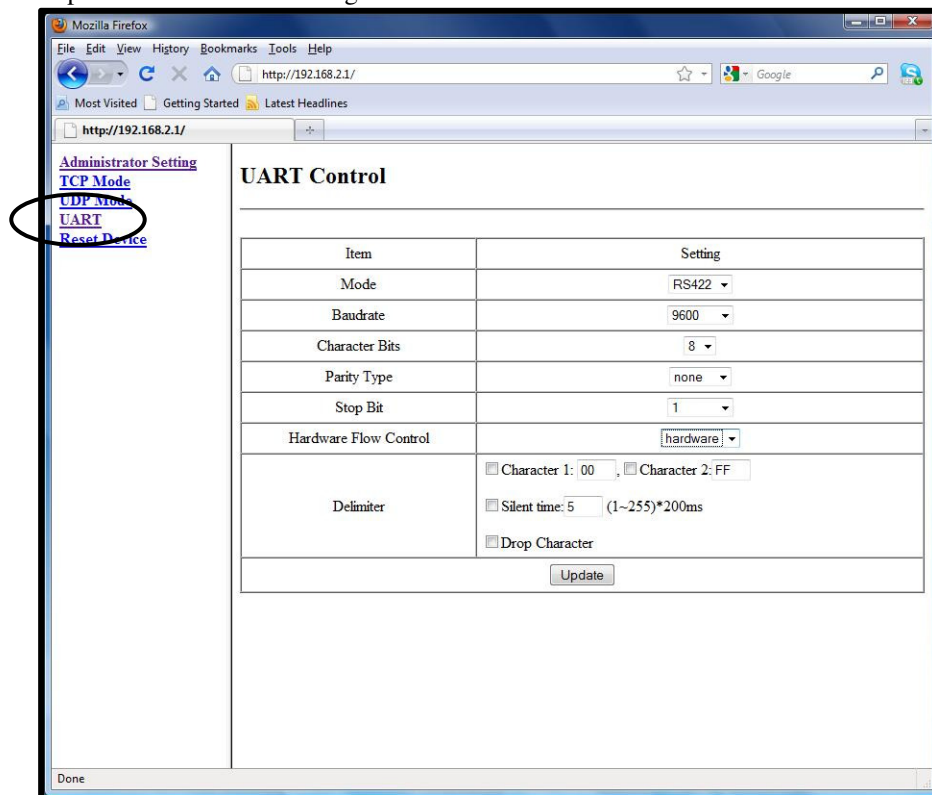 Mozilla Firefox
File Edit View History Bookmarks Tools Help
http://192.168.2.1/ Google
Most Visited Getting Started Latest Headlines
http://192.168.2.1/
Administrator Setting
TCP Mode
UDP Mode
UART
Reset Device
UART Control
Item Setting
Mode RS422
Baudrate 9600
Character Bits 8
Parity Type none
Stop Bit 1
Hardware Flow Control hardware
Character 1: 00 , Character 2: FF
Delimiter Silent time: 5 (1~255)*200ms
Drop Character
Update
Done